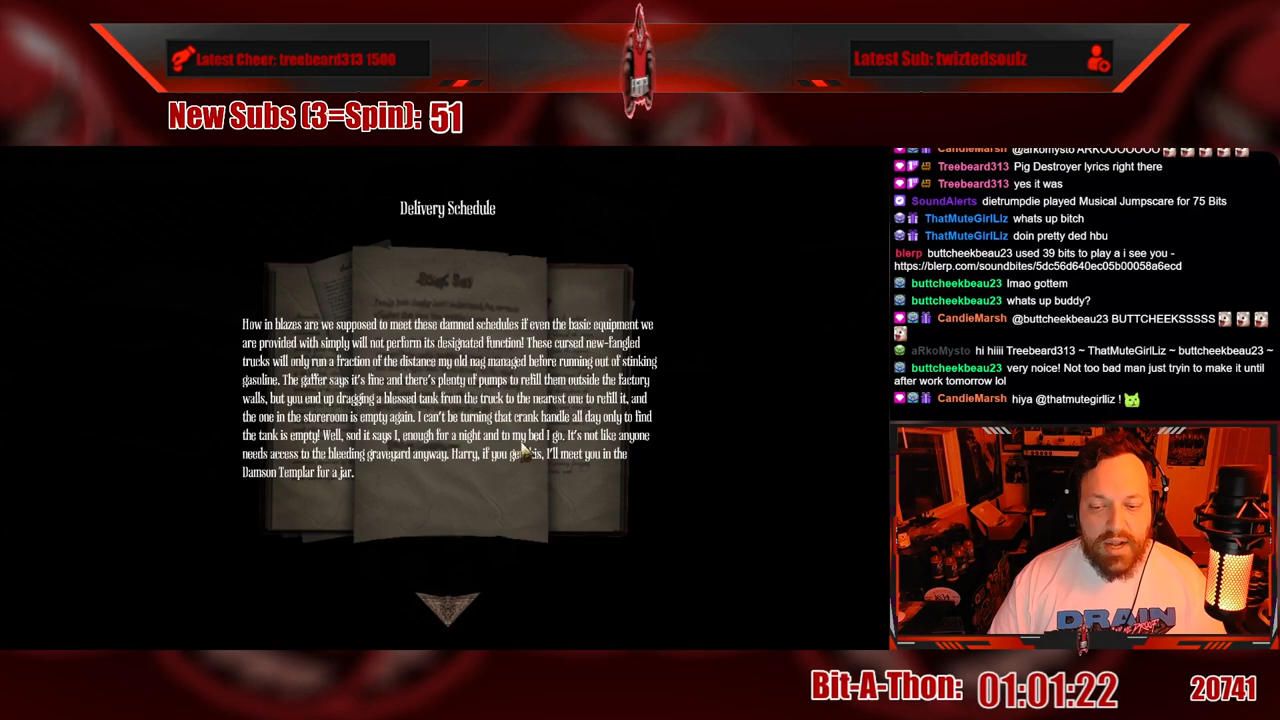 Latest Cheer: treebeard313 1500
Latest Sub: twiztedsoulz
New Subs (3=Spin): 51
Delivery Schedule
How in blazes are we supposed to meet these damned schedules if even the basic equipment we
are provided with simply will not perform its designated function! These cursed new-fangled
trucks will only run a fraction of the distance my old nag managed before running out of stinking
gasoline. The gaffer says it's fine and there's plenty of pumps to refill them outside the factory
walls, but you end up dragging a blessed tank from the truck to the nearest one to refill it, and
the one in the storeroom is empty again. I can't be turning that crank handle all day only to find
the tank is empty! Well, sod it says I, enough for a night and to my bed I go. It's not like anyone
needs access to the bleeding graveyard anyway. Harry, if you get this, I'll meet you in the
Damson Templar for a jar.
CandieMarsh @arkomysto ARKOOOOOOO
Treebeard313 Pig Destroyer lyrics right there
Treebeard313 yes it was
SoundAlerts dietrumpdie played Musical Jumpscare for 75 Bits
ThatMuteGirlLiz whats up bitch
ThatMuteGirlLiz doin pretty ded hbu
blerp buttcheekbeau23 used 39 bits to play a i see you -
https://blerp.com/soundbites/5dc56d640ec05b00058a6ecd
buttcheekbeau23 lmao gottem
buttcheekbeau23 whats up buddy?
CandieMarsh @buttcheekbeau23 BUTTCHEEKSSSSS
aRkoMysto hi hiiii Treebeard313 ~ ThatMuteGirlLiz ~ buttcheekbeau23 ~
buttcheekbeau23 very noice! Not too bad man just tryin to make it until
after work tomorrow lol
CandieMarsh hiya @thatmutegirlliz !
DRAIN
Bit-A-Thon: 01:01:22 20741